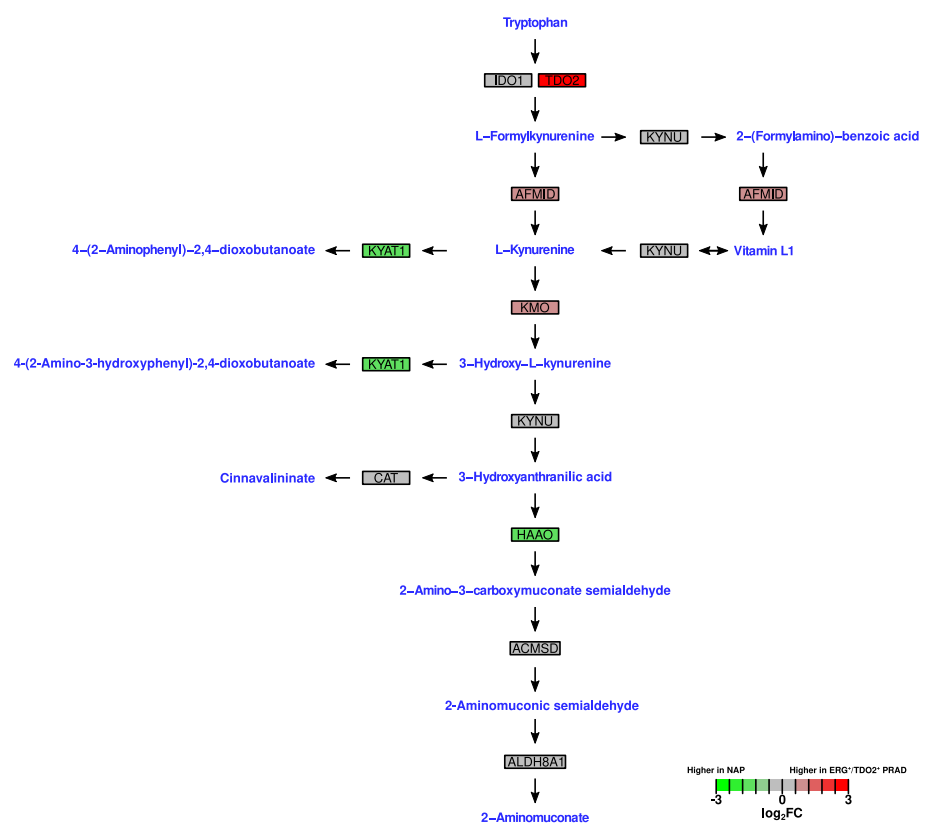 Tryptophan
IDO1 TDO2
L–Formylkynurenine KYNU 2–(Formylamino)–benzoic acid
AFMID AFMID
4–(2–Aminophenyl)–2,4–dioxobutanoate KYAT1 L–Kynurenine KYNU Vitamin L1
KMO
4-(2-Amino-3-hydroxyphenyl)-2,4-dioxobutanoate KYAT1 3–Hydroxy–L–kynurenine
KYNU
Cinnavalininate CAT 3–Hydroxyanthranilic acid
HAAO
2–Amino–3–carboxymuconate semialdehyde
ACMSD
2-Aminomuconic semialdehyde
ALDH8A1
Higher in NAP Higher in ERG⁺/TDO2⁺ PRAD
-3 0 3
log₂FC
2–Aminomuconate